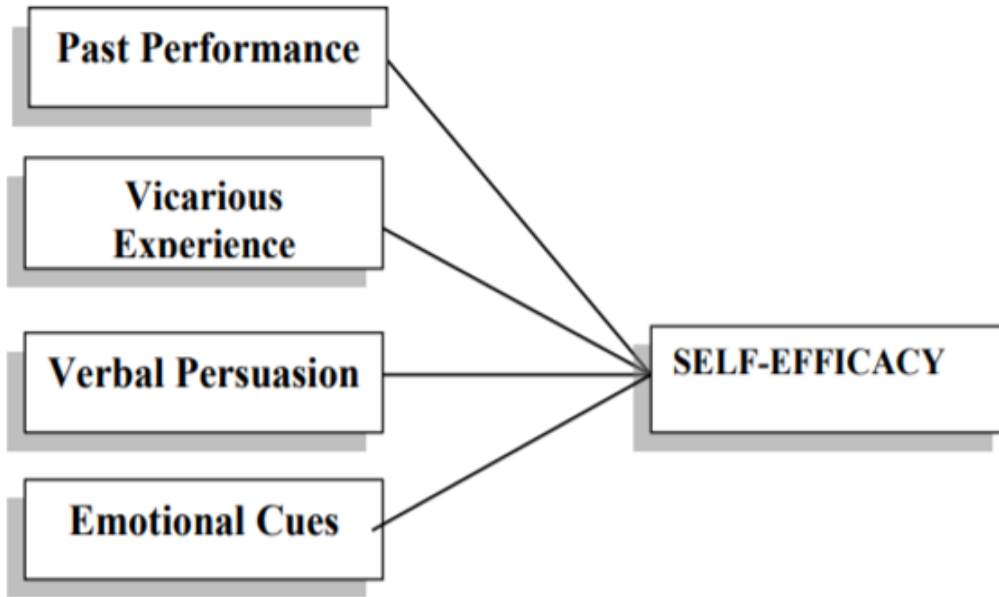 Past Performance
Vicarious
Experience
Verbal Persuasion
SELF-EFFICACY
Emotional Cues